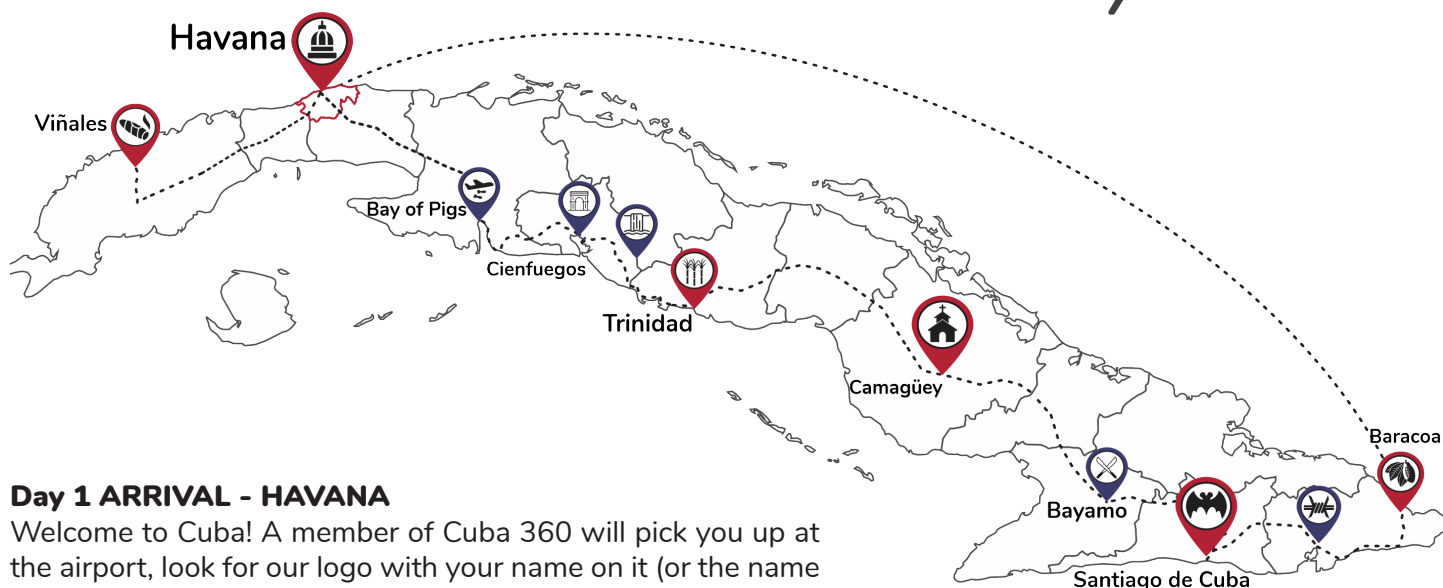 Havana
Viñales
Bay of Pigs
Cienfuegos
Trinidad
Camagüey
Baracoa
Bayamo
Santiago de Cuba
Day 1 ARRIVAL - HAVANA
Welcome to Cuba! A member of Cuba 360 will pick you up at
the airport, look for our logo with your name on it (or the name